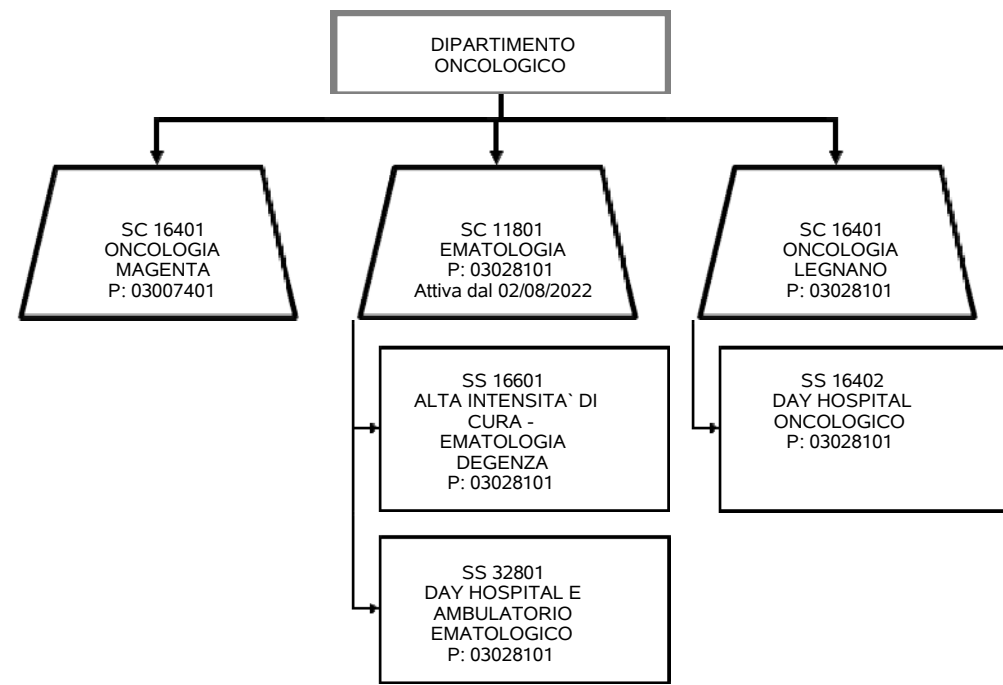 DIPARTIMENTO
ONCOLOGICO
SC 16401
ONCOLOGIA
MAGENTA
P: 03007401
SC 11801
EMATOLOGIA
P: 03028101
Attiva dal 02/08/2022
SC 16401
ONCOLOGIA
LEGNANO
P: 03028101
SS 16601
ALTA INTENSITA` DI
CURA -
EMATOLOGIA
DEGENZA
P: 03028101
SS 16402
DAY HOSPITAL
ONCOLOGICO
P: 03028101
SS 32801
DAY HOSPITAL E
AMBULATORIO
EMATOLOGICO
P: 03028101